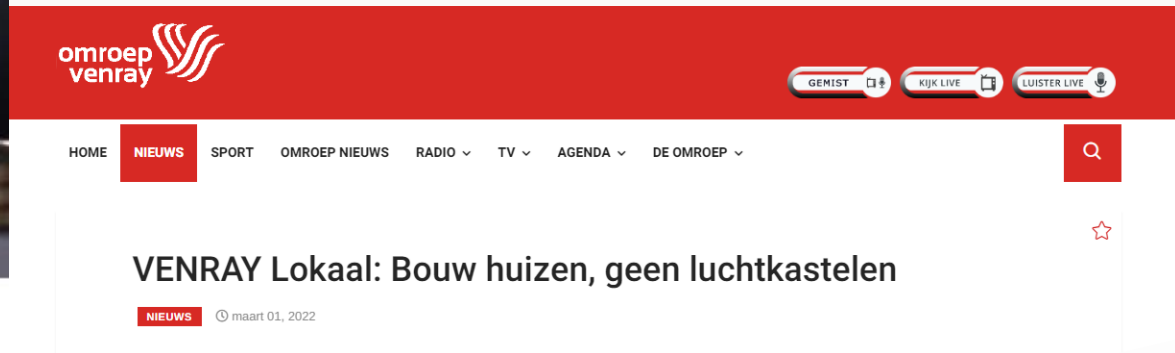 omroep
venray
GEMIST
KIJK LIVE
LUISTER LIVE
HOME NIEUWS SPORT OMROEP NIEUWS RADIO TV AGENDA DE OMROEP
VENRAY Lokaal: Bouw huizen, geen luchtkastelen
NIEUWS maart 01, 2022